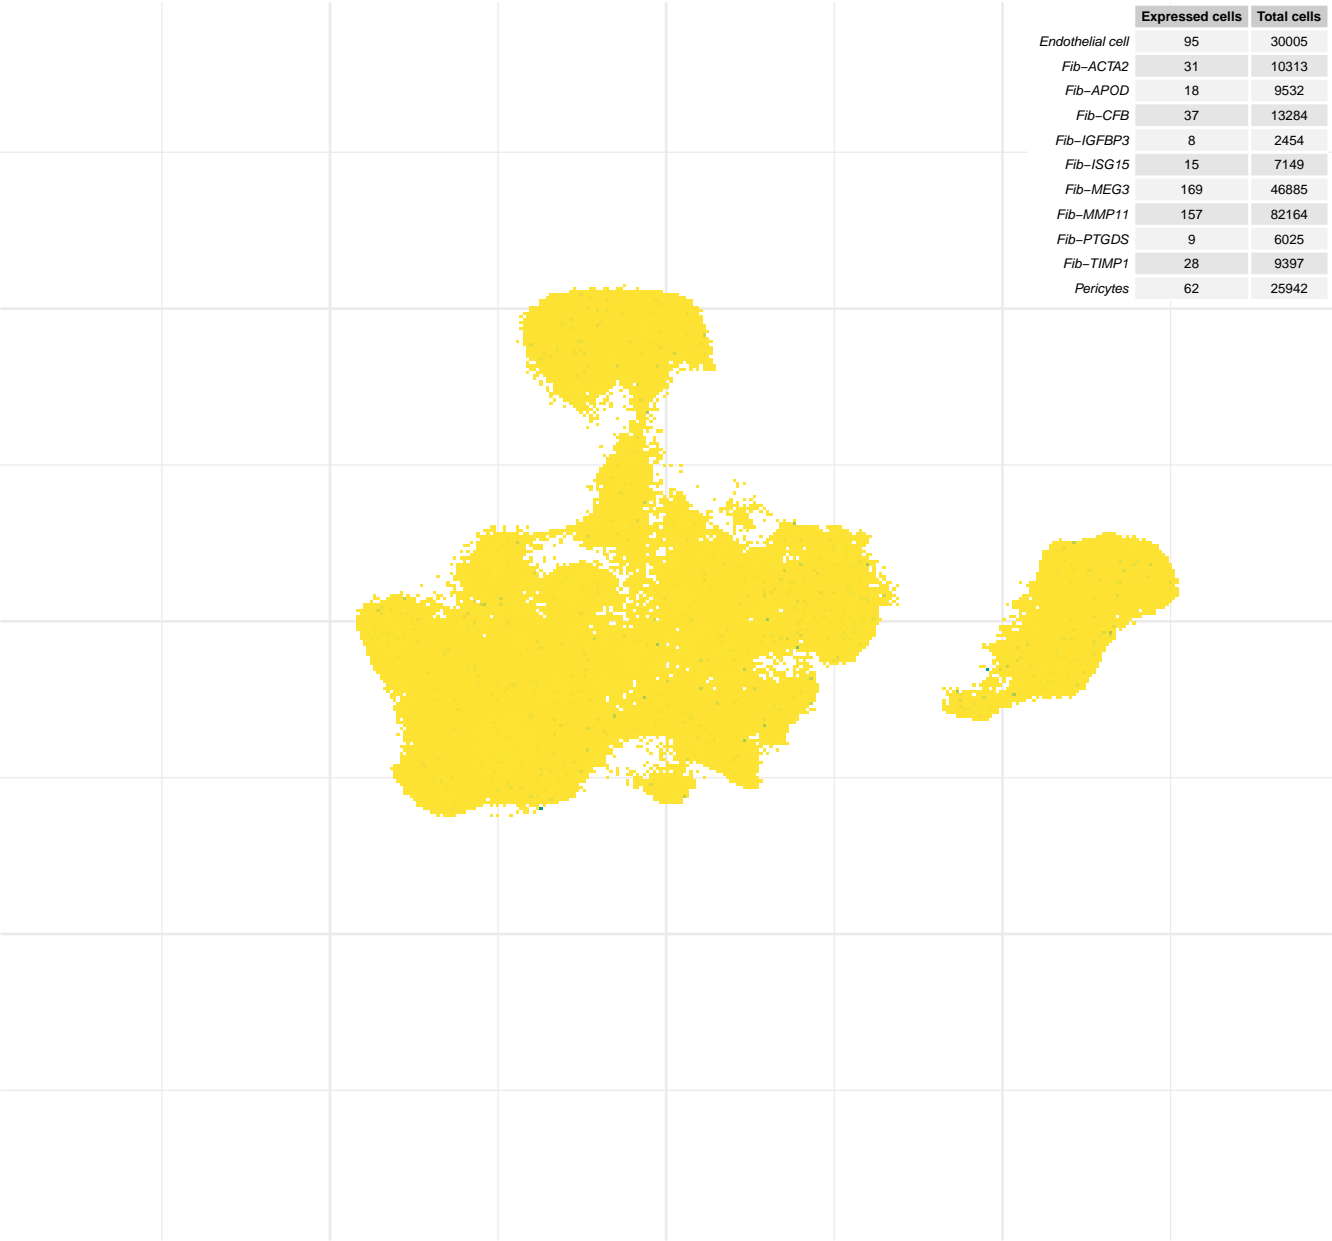 Expressed cells Total cells
Endothelial cell 95 30005
Fib−ACTA2 31 10313
Fib−APOD 18 9532
Fib−CFB 37 13284
Fib−IGFBP3 8 2454
Fib−ISG15 15 7149
Fib−MEG3 169 46885
Fib−MMP11 157 82164
Fib−PTGDS 9 6025
Fib−TIMP1 28 9397
Pericytes 62 25942